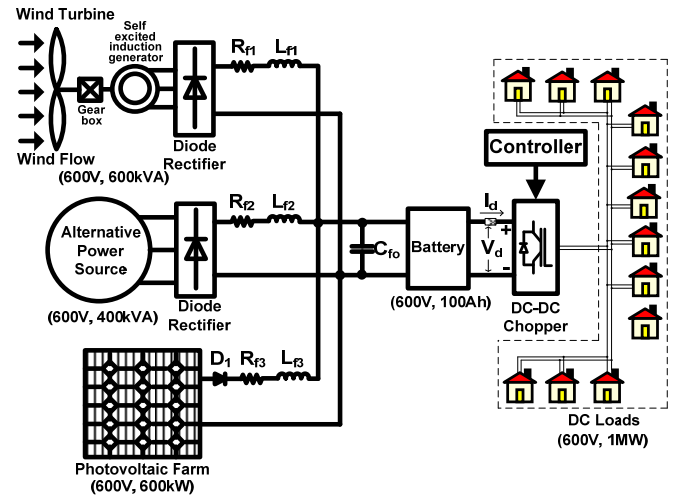 Wind Turbine
Self
excited
induction
generator
Rf1
Lf1
Gear
box
Diode
Rectifier
Wind Flow
(600V, 600kVA)
Controller
Rf2
Lf2
Alternative
Power
Source
Cfo
Battery
Id
+
Vd
-
(600V, 100Ah)
DC-DC
Chopper
(600V, 400kVA)
Diode
Rectifier
D1
Rf3
Lf3
DC Loads
(600V, 1MW)
Photovoltaic Farm
(600V, 600kW)